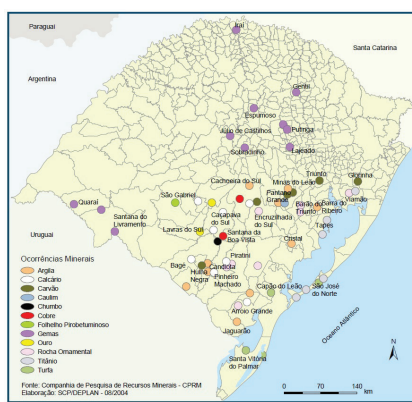 Paraguai
Santa Catarina
Argentina
Uruguai
Iraí
Gentil
Espumoso
Júlio de Castilhos
Putinga
Sobradinho
Lajeado
Cachoeira do Sul
Minas do Leão
Triunfo
Glorinha
Pantano
Grande
São Gabriel
Barão do
Triunfo
Barra do
Ribeiro
Viamão
Quaraí
Santana do
Livramento
Caçapava
do Sul
Encruzilhada
do Sul
Tapes
Lavras do Sul
Santana da
Boa Vista
Cristal
Bagé
Hulha
Negra
Candiota
Piratini
Pinheiro
Machado
Capão do Leão
São José
do Norte
Arroio Grande
Jaguarão
Santa Vitória
do Palmar
Oceano Atlântico
Ocorrências Minerais
Argila
Calcário
Carvão
Caulim
Chumbo
Cobre
Folhelho Pirobetuminoso
Gemas
Ouro
Rocha Ornamental
Titânio
Turfa
N
Fonte: Companhia de Pesquisa de Recursos Minerais - CPRM
Elaboração: SCP/DEPLAN - 08/2004
0 70 140
km